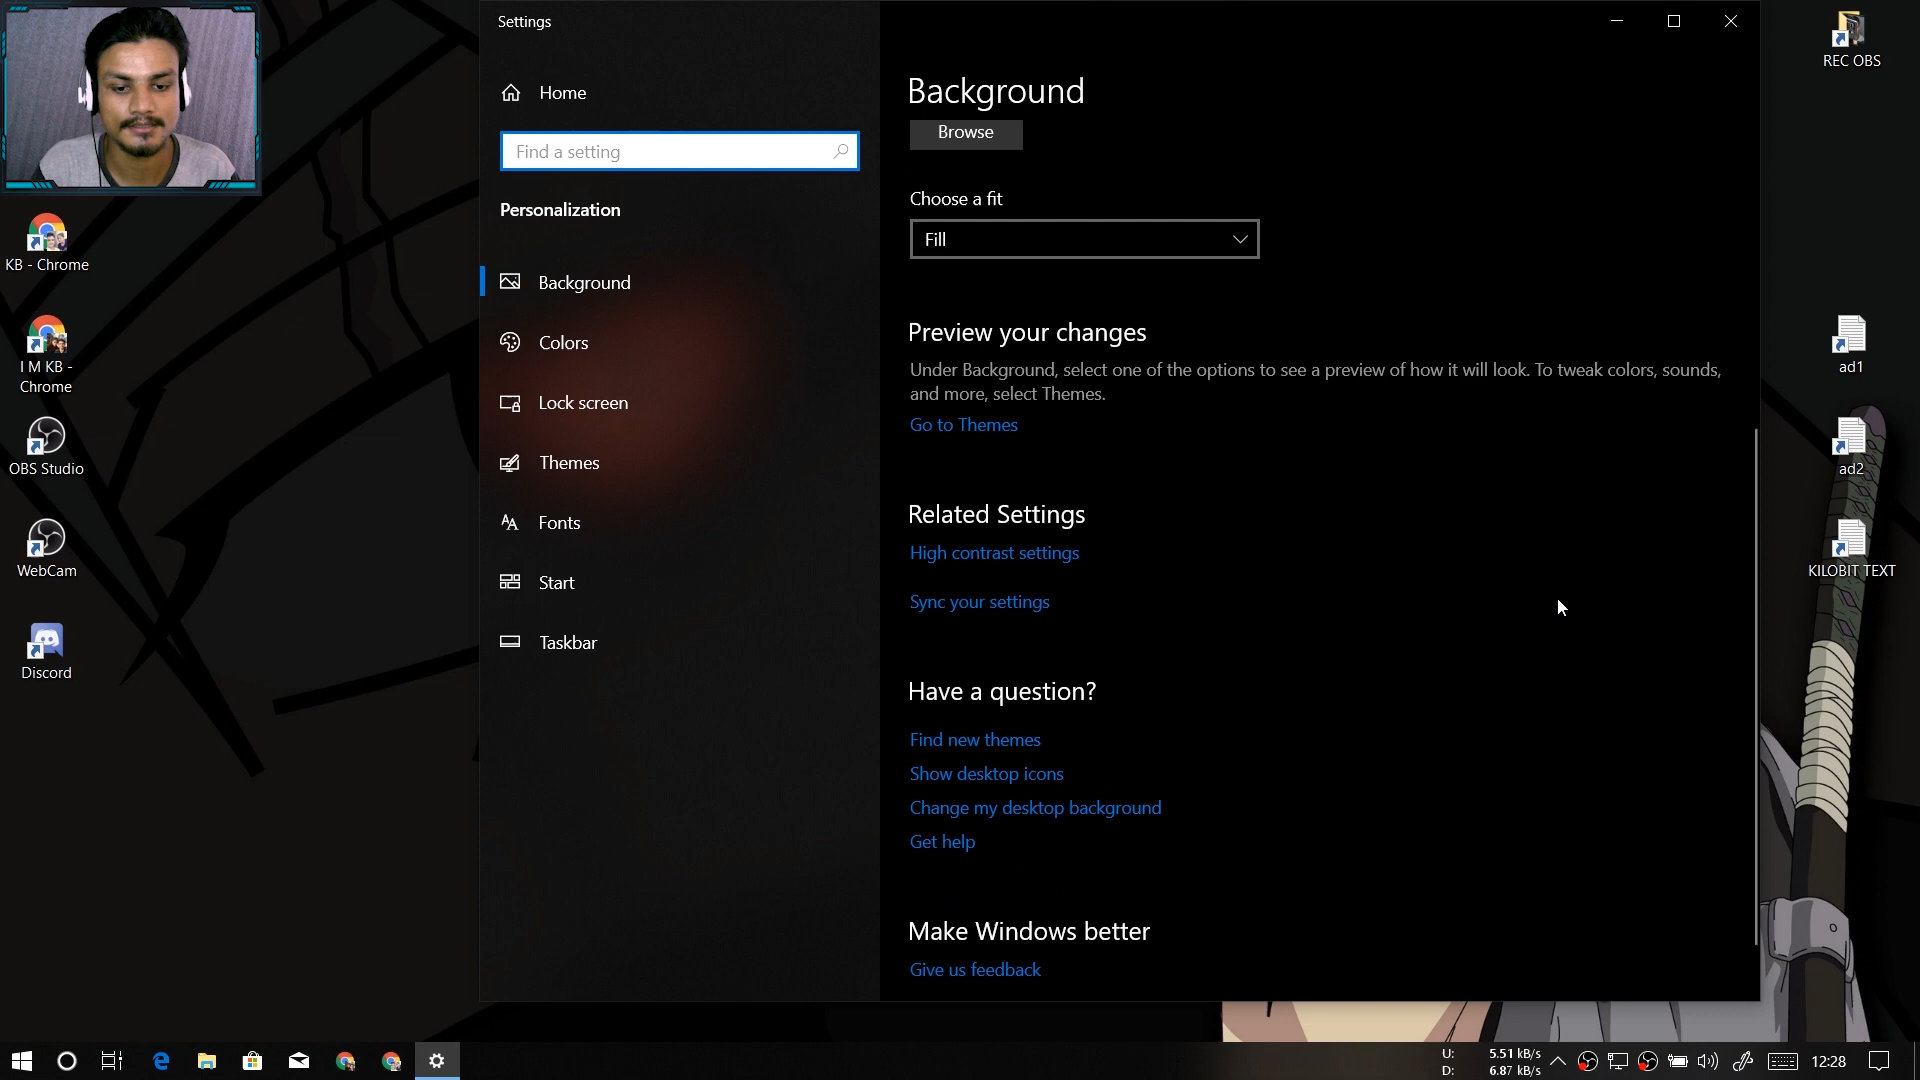 Settings
Home
Find a setting
Personalization
Background
Colors
Lock screen
Themes
Fonts
Start
Taskbar
Background
Browse
Choose a fit
Fill
Preview your changes
Under Background, select one of the options to see a preview of how it will look. To tweak colors, sounds,
and more, select Themes.
Go to Themes
Related Settings
High contrast settings
Sync your settings
Have a question?
Find new themes
Show desktop icons
Change my desktop background
Get help
Make Windows better
Give us feedback
KB - Chrome
I M KB -
Chrome
OBS Studio
WebCam
Discord
REC OBS
ad1
ad2
KILOBIT TEXT
U: 5.51 kB/s
D: 6.87 kB/s
12:28